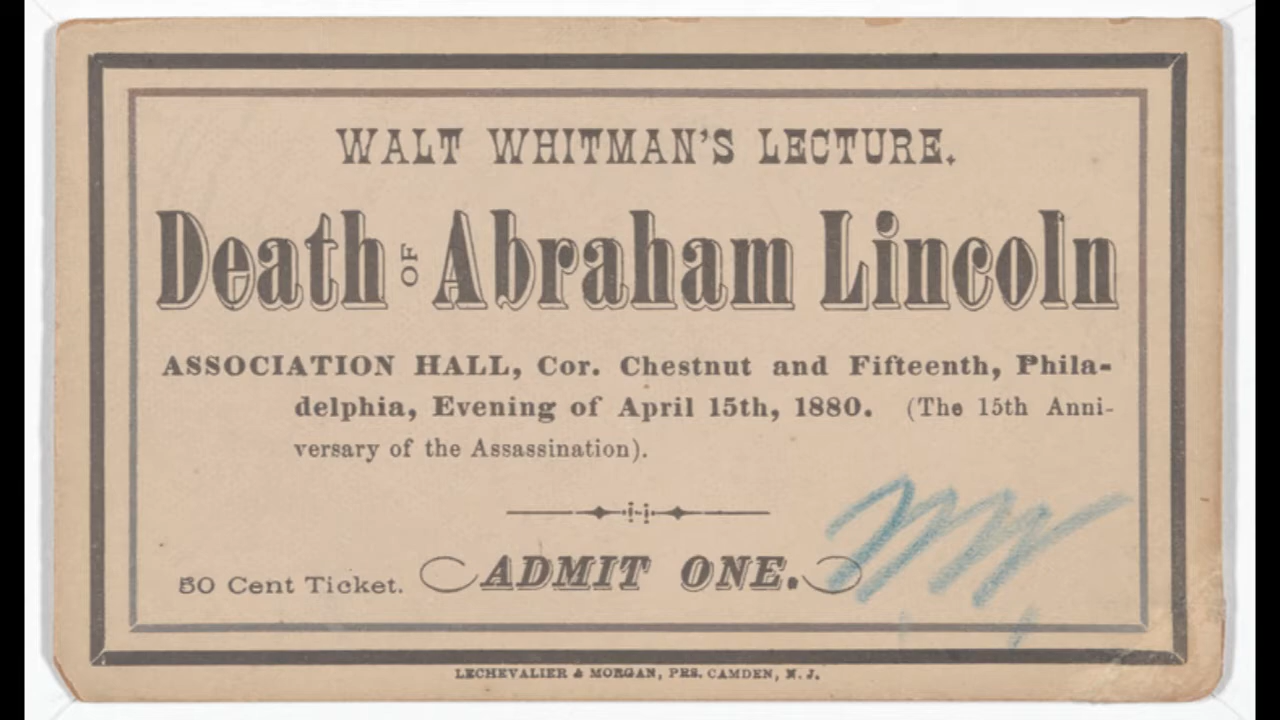 WALT WHITMAN'S LECTURE.
Death OF Abraham Lincoln
ASSOCIATION HALL, Cor. Chestnut and Fifteenth, Phila-
delphia, Evening of April 15th, 1880. (The 15th Anni-
versary of the Assassination).
50 Cent Ticket. ADMIT ONE.
LECHEVALIER & MORGAN, PRS. CAMDEN, N. J.